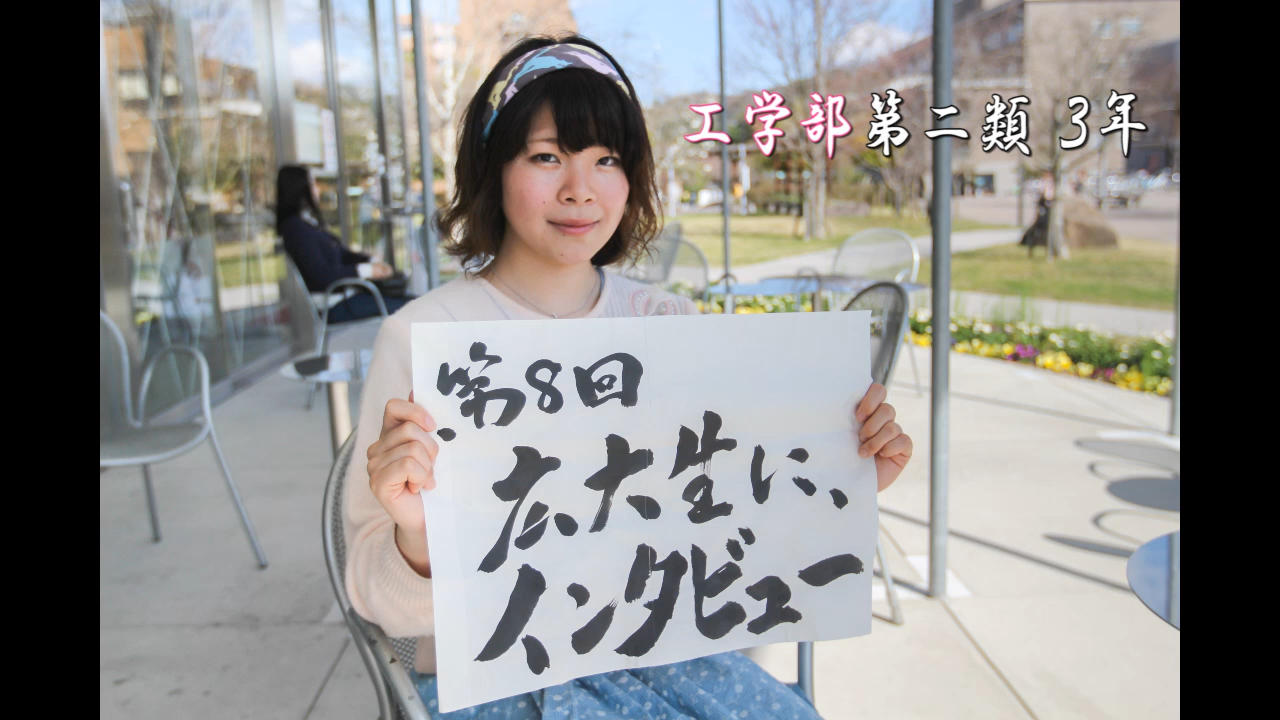 工学部 第二類 3年
第8回
広大生に、
インタビュー